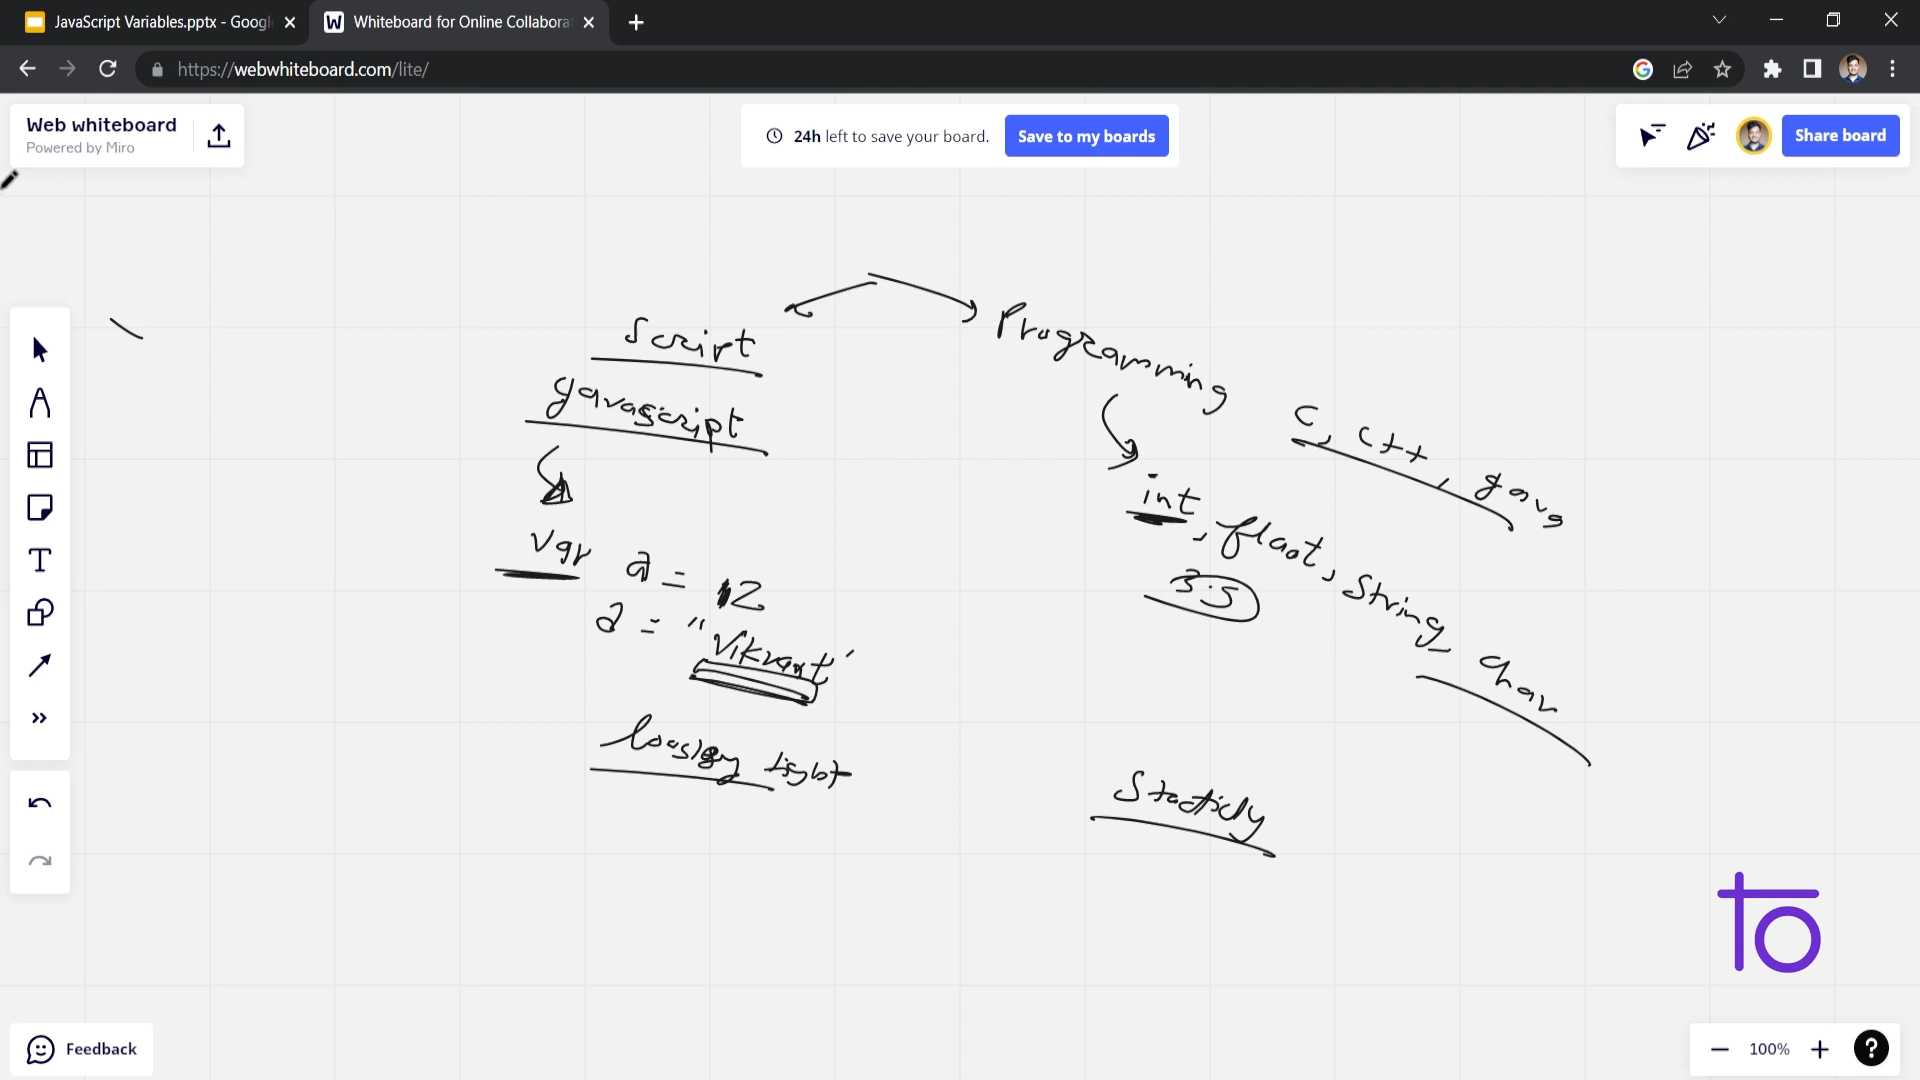 JavaScript Variables.pptx - Googl
Whiteboard for Online Collabora
https://webwhiteboard.com/lite/
Web whiteboard
Powered by Miro
24h left to save your board.
Save to my boards
Share board
Script
Programming
Javascript
C, C++, Java
int, float, String, char
var a = 12
3.5
a = "Vikrant'
Feedback
100%
to